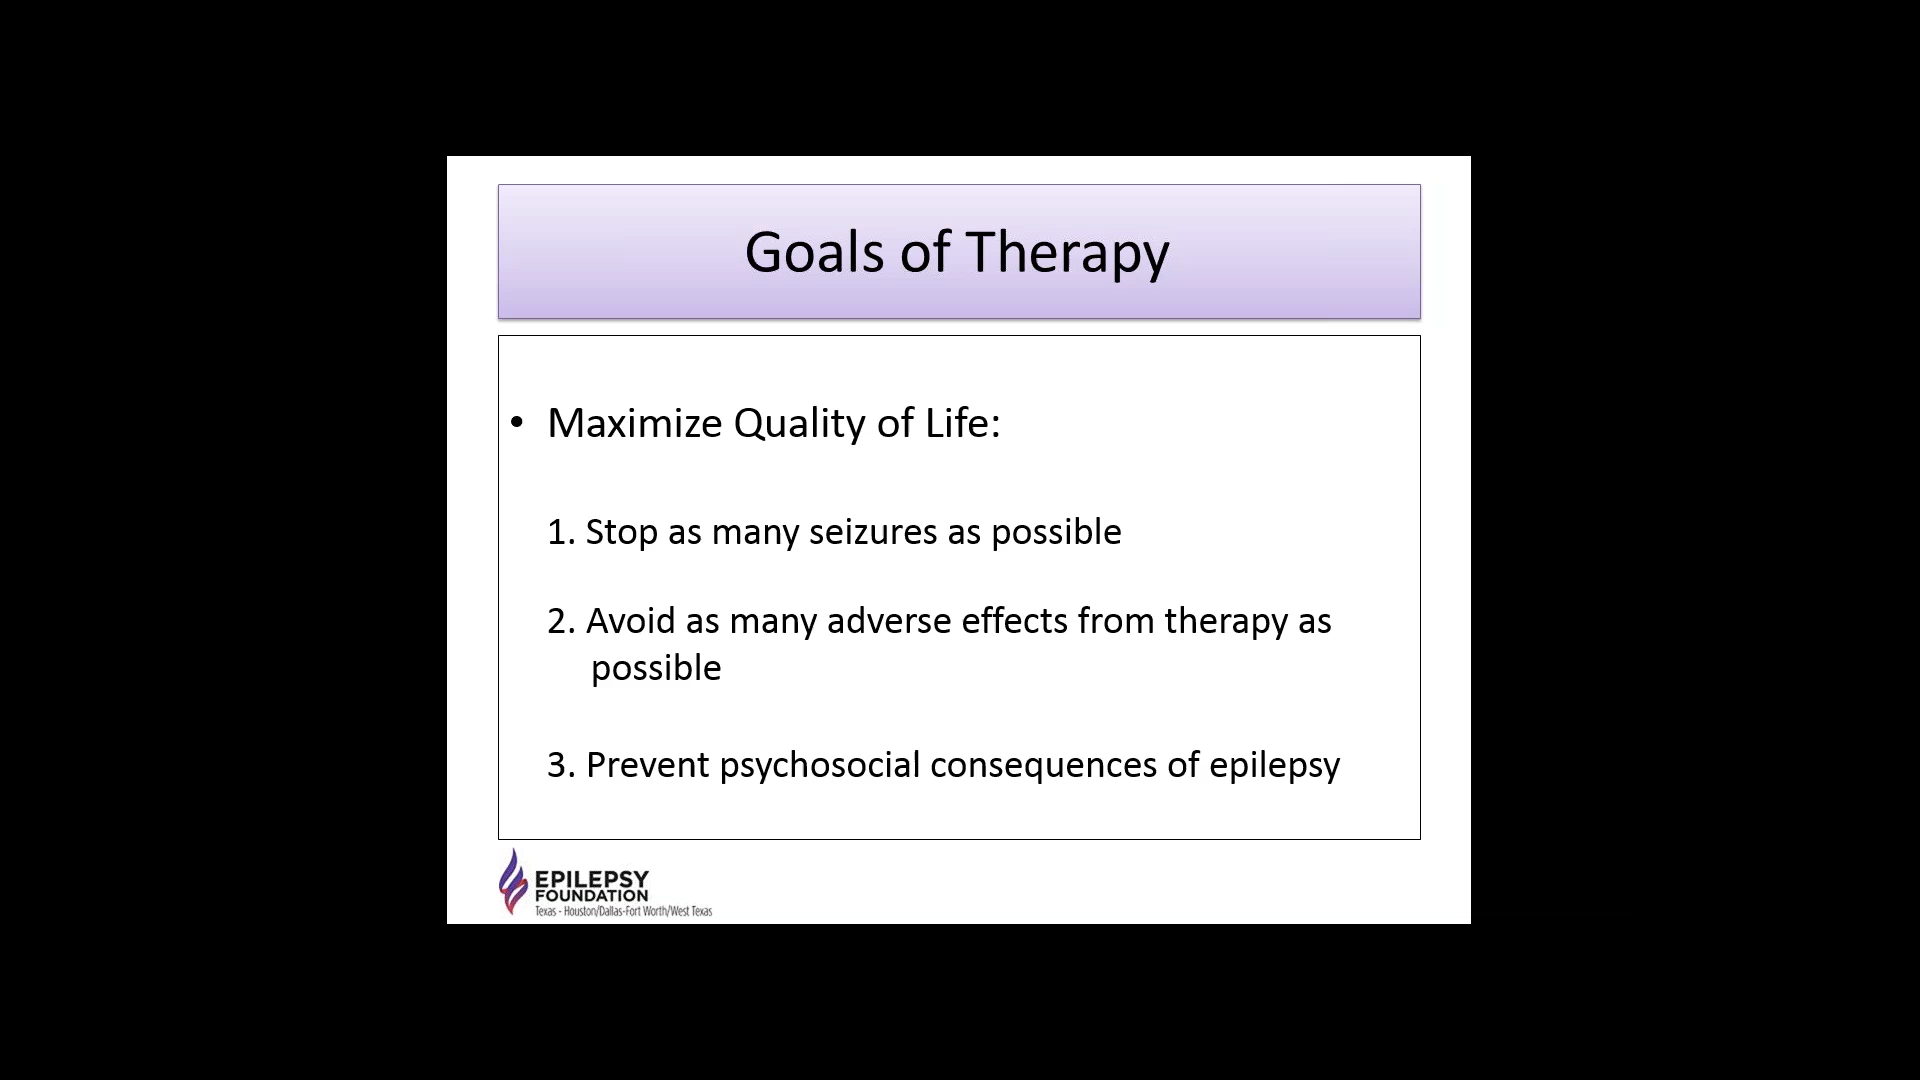 Goals of Therapy
• Maximize Quality of Life:
1. Stop as many seizures as possible
2. Avoid as many adverse effects from therapy as
possible
3. Prevent psychosocial consequences of epilepsy
EPILEPSY
FOUNDATION
Texas - Houston/Dallas-Fort Worth/West Texas